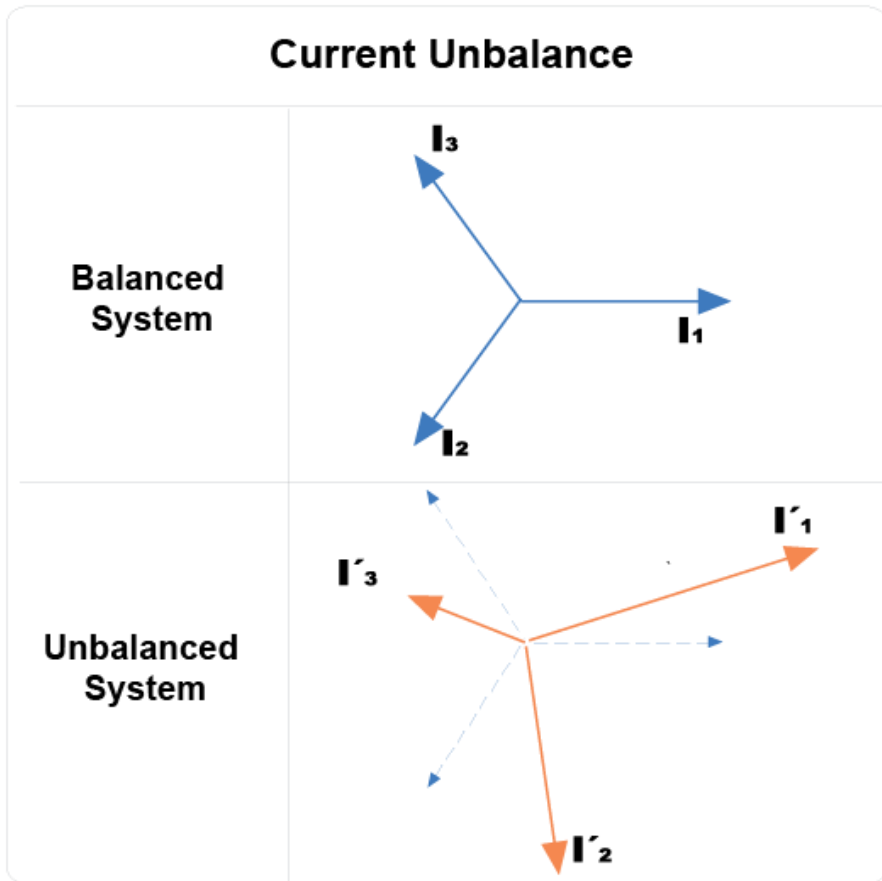 Current Unbalance
I₃
Balanced
System
I₁
I₂
I´₁
I´₃
Unbalanced
System
I´₂